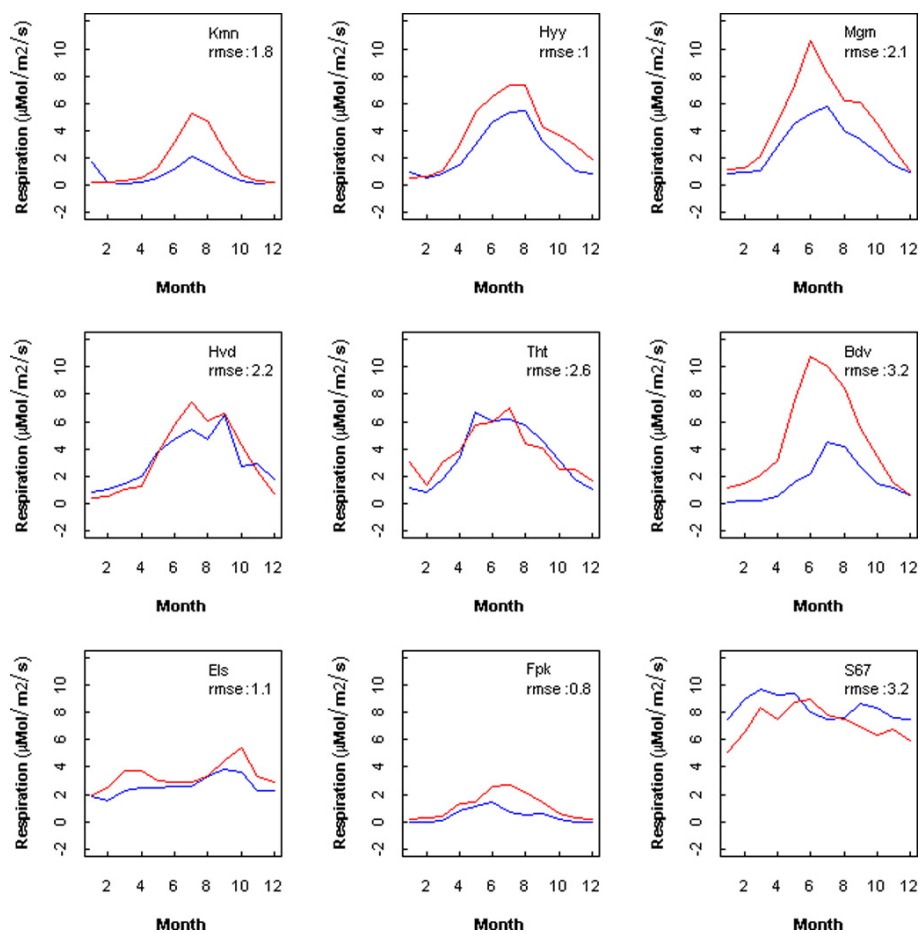 Respiration (µMol/m2/s)
10
8
6
4
2
0
-2
Kmn
rmse :1.8
2 4 6 8 10 12
Month
Respiration (µMol/m2/s)
10
8
6
4
2
0
-2
Hyy
rmse :1
2 4 6 8 10 12
Month
Respiration (µMol/m2/s)
10
8
6
4
2
0
-2
Mgm
rmse :2.1
2 4 6 8 10 12
Month
Respiration (µMol/m2/s)
10
8
6
4
2
0
-2
Hvd
rmse :2.2
2 4 6 8 10 12
Month
Respiration (µMol/m2/s)
10
8
6
4
2
0
-2
Tht
rmse :2.6
2 4 6 8 10 12
Month
Respiration (µMol/m2/s)
10
8
6
4
2
0
-2
Bdv
rmse :3.2
2 4 6 8 10 12
Month
Respiration (µMol/m2/s)
10
8
6
4
2
0
-2
Els
rmse :1.1
2 4 6 8 10 12
Month
Respiration (µMol/m2/s)
10
8
6
4
2
0
-2
Fpk
rmse :0.8
2 4 6 8 10 12
Month
Respiration (µMol/m2/s)
10
8
6
4
2
0
-2
S67
rmse :3.2
2 4 6 8 10 12
Month